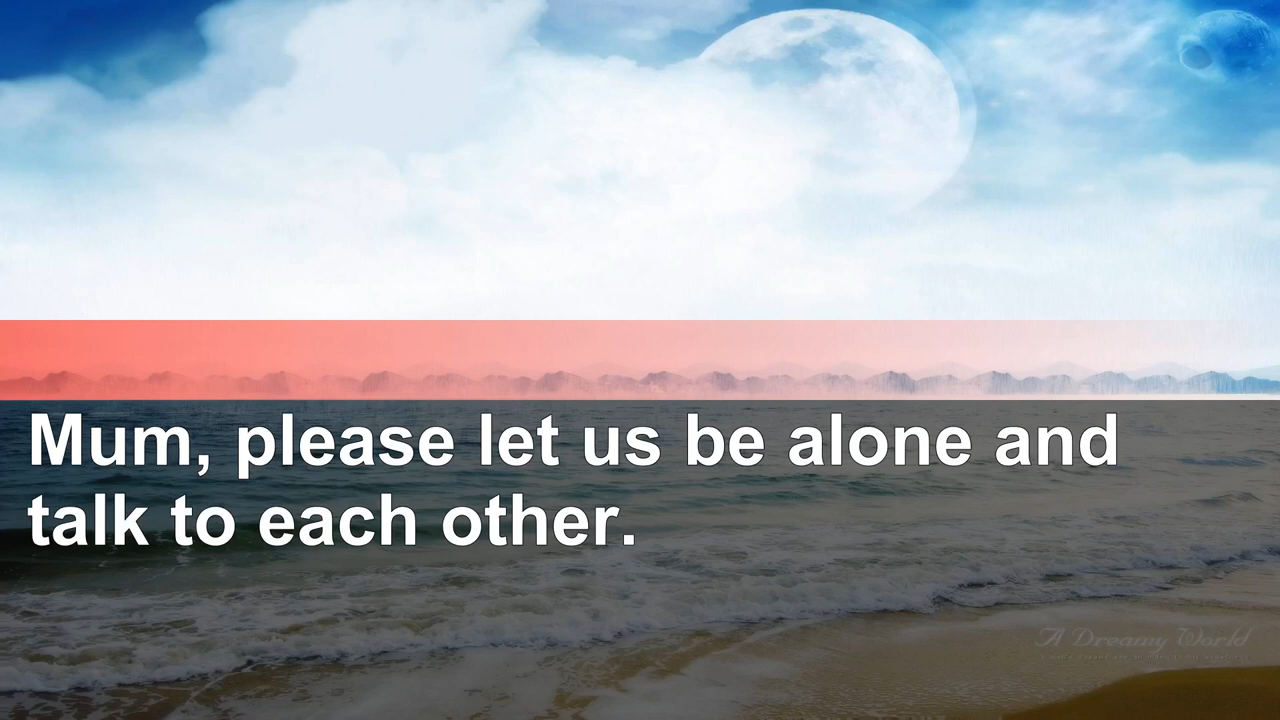 Mum, please let us be alone and
talk to each other.
A Dreamy World